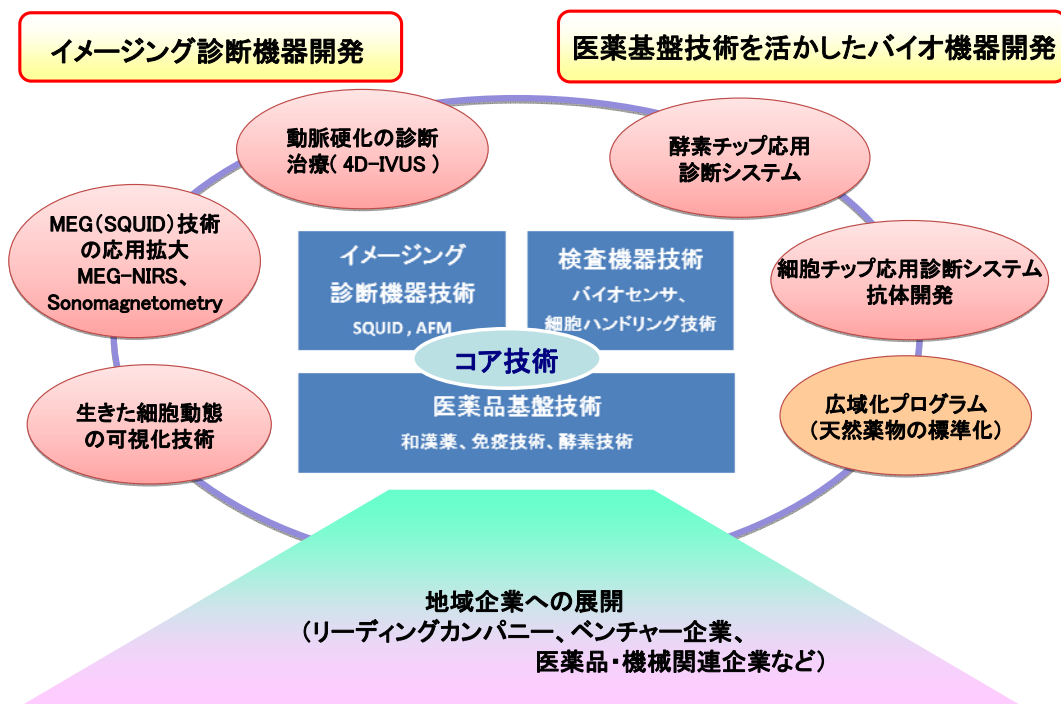 イメージング診断機器開発
医薬基盤技術を活かしたバイオ機器開発
動脈硬化の診断
治療(4D-IVUS)
酵素チップ応用
診断システム
MEG(SQUID)技術
の応用拡大
MEG-NIRS、
Sonomagnetometry
細胞チップ応用診断システム
抗体開発
イメージング
診断機器技術
SQUID , AFM
検査機器技術
バイオセンサ、
細胞ハンドリング技術
コア技術
生きた細胞動態
の可視化技術
医薬品基盤技術
和漢薬、免疫技術、酵素技術
広域化プログラム
(天然薬物の標準化)
地域企業への展開
(リーディングカンパニー、ベンチャー企業、
医薬品・機械関連企業など)